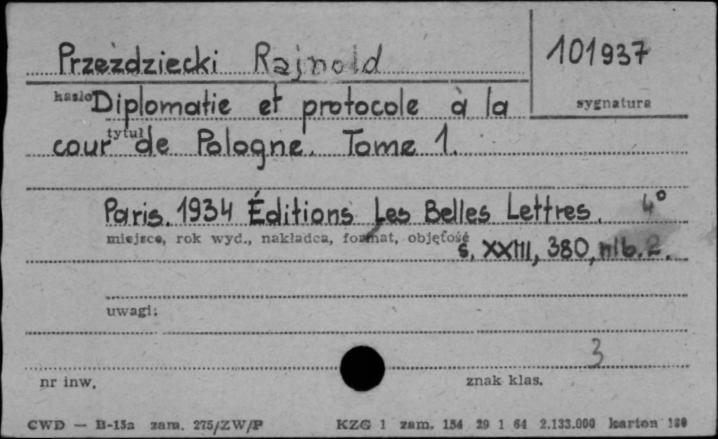 Przeździecki Rajnold
101937
hasło
sygnatura
Diplomatie et protocole à la
tytuł
cour de Pologne. Tome 1.
Paris. 1934 Éditions Les Belles Lettres. 4°
miejsce, rok wyd., nakładca, format, objętość
s. XXIII, 380, nlb. 2.
uwagi:
3
nr inw.
znak klas.
CWD — B-15a zam. 275/ZW/P KZG 1 zam. 154 29 1 64 2.133.000 karton